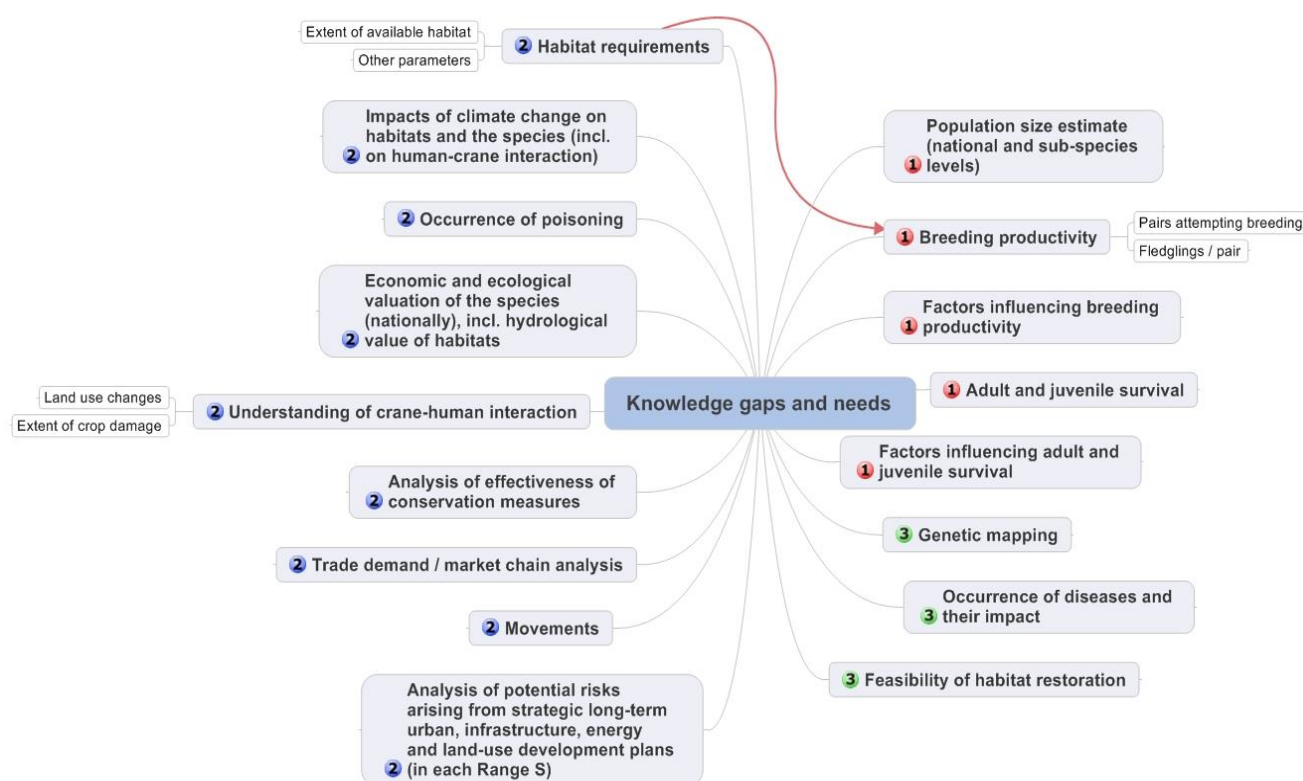 Extent of available habitat
Other parameters
2 Habitat requirements
Impacts of climate change on
habitats and the species (incl.
2 on human-crane interaction)
2 Occurrence of poisoning
Economic and ecological
valuation of the species
(nationally), incl. hydrological
2 value of habitats
Land use changes
Extent of crop damage
2 Understanding of crane-human interaction
Analysis of effectiveness of
2 conservation measures
2 Trade demand / market chain analysis
2 Movements
Analysis of potential risks
arising from strategic long-term
urban, infrastructure, energy
and land-use development plans
2 (in each Range S)
Knowledge gaps and needs
Population size estimate
(national and sub-species
1 levels)
1 Breeding productivity
Pairs attempting breeding
Fledglings / pair
Factors influencing breeding
1 productivity
1 Adult and juvenile survival
Factors influencing adult and
1 juvenile survival
3 Genetic mapping
Occurrence of diseases and
3 their impact
3 Feasibility of habitat restoration